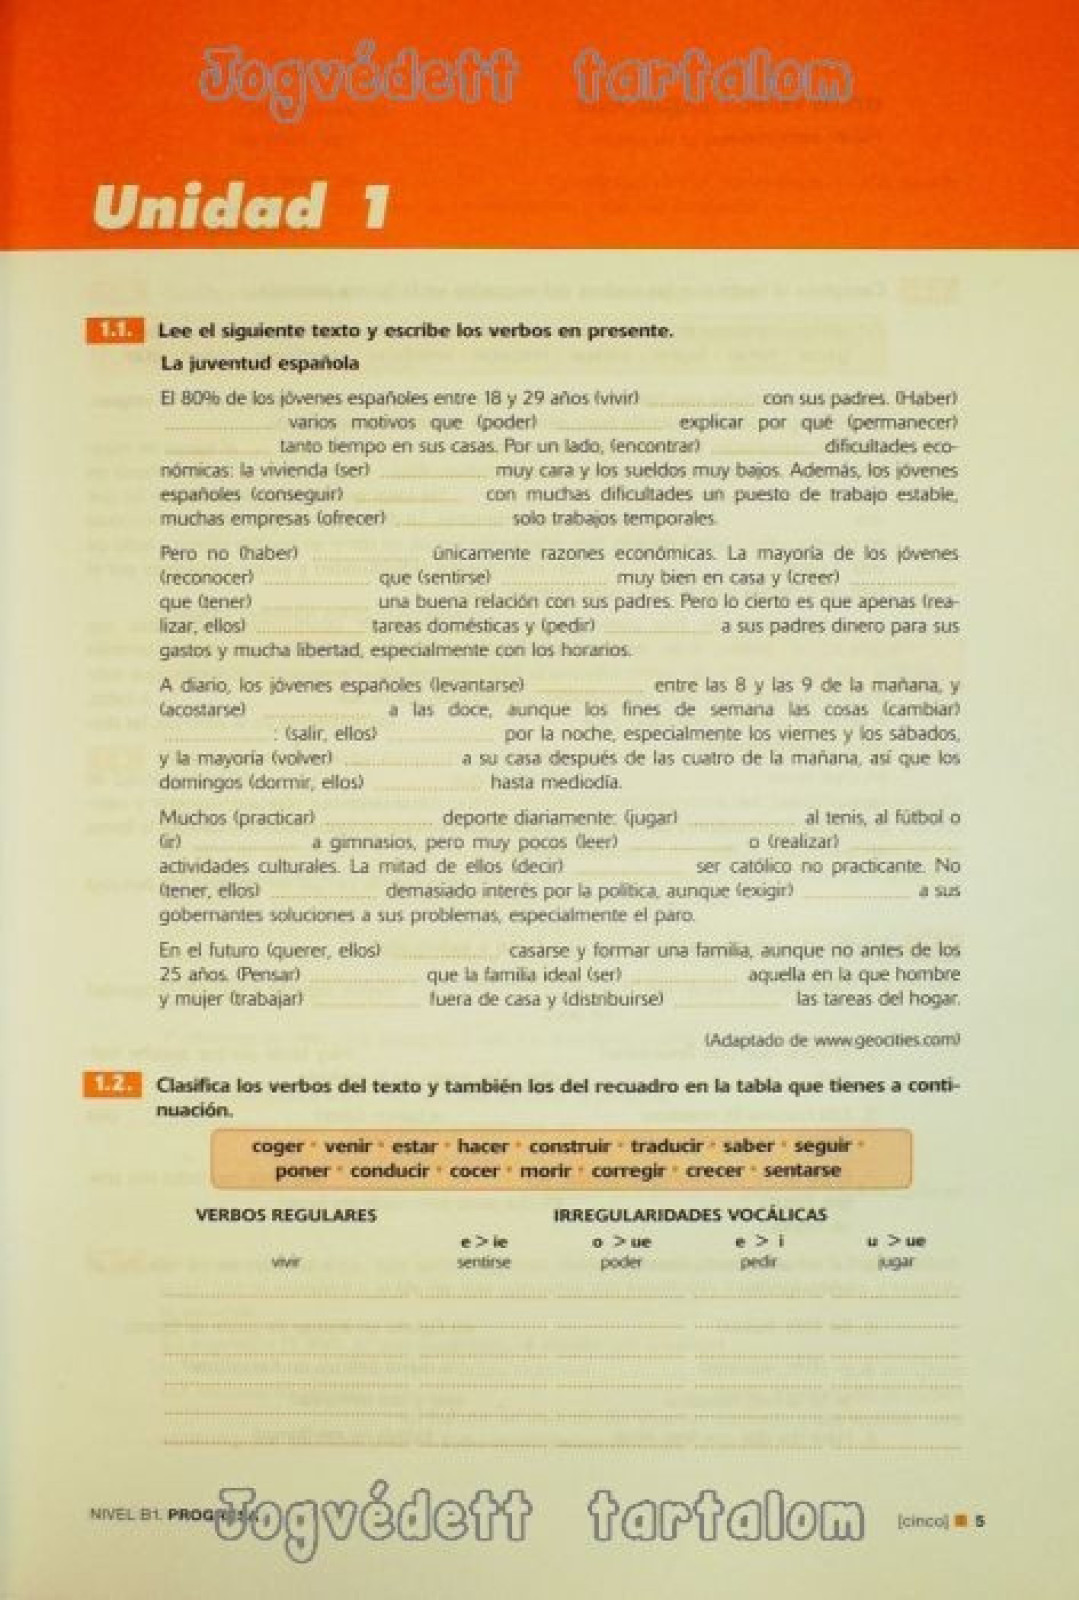 Jogvédett tartalom
Unidad 1
1.1. Lee el siguiente texto y escribe los verbos en presente.
La juventud española
El 80% de los jóvenes españoles entre 18 y 29 años (vivir) .................... con sus padres. (Haber)
.................... varios motivos que (poder) .................... explicar por qué (permanecer)
.................... tanto tiempo en sus casas. Por un lado, (encontrar) .................... dificultades eco-
nómicas: la vivienda (ser) .................... muy cara y los sueldos muy bajos. Además, los jóvenes
españoles (conseguir) .................... con muchas dificultades un puesto de trabajo estable,
muchas empresas (ofrecer) .................... solo trabajos temporales.
Pero no (haber) .................... únicamente razones económicas. La mayoría de los jóvenes
(reconocer) .................... que (sentirse) .................... muy bien en casa y (creer) ....................
que (tener) .................... una buena relación con sus padres. Pero lo cierto es que apenas (rea-
lizar, ellos) .................... tareas domésticas y (pedir) .................... a sus padres dinero para sus
gastos y mucha libertad, especialmente con los horarios.
A diario, los jóvenes españoles (levantarse) .................... entre las 8 y las 9 de la mañana, y
(acostarse) .................... a las doce, aunque los fines de semana las cosas (cambiar)
.................... : (salir, ellos) .................... por la noche, especialmente los viernes y los sábados,
y la mayoría (volver) .................... a su casa después de las cuatro de la mañana, así que los
domingos (dormir, ellos) .................... hasta mediodía.
Muchos (practicar) .................... deporte diariamente: (jugar) .................... al tenis, al fútbol o
(ir) .................... a gimnasios, pero muy pocos (leer) .................... o (realizar) ....................
actividades culturales. La mitad de ellos (decir) .................... ser católico no practicante. No
(tener, ellos) .................... demasiado interés por la política, aunque (exigir) .................... a sus
gobernantes soluciones a sus problemas, especialmente el paro.
En el futuro (querer, ellos) .................... casarse y formar una familia, aunque no antes de los
25 años. (Pensar) .................... que la familia ideal (ser) .................... aquella en la que hombre
y mujer (trabajar) .................... fuera de casa y (distribuirse) .................... las tareas del hogar.
(Adaptado de www.geocities.com)
1.2. Clasifica los verbos del texto y también los del recuadro en la tabla que tienes a conti-
nuación.
coger • venir • estar • hacer • construir • traducir • saber • seguir •
poner • conducir • cocer • morir • corregir • crecer • sentarse
VERBOS REGULARES IRREGULARIDADES VOCÁLICAS
e > ie o > ue e > i u > ue
vivir sentirse poder pedir jugar
NIVEL B1. PROGRESA
Jogvédett tartalom
[cinco] 5